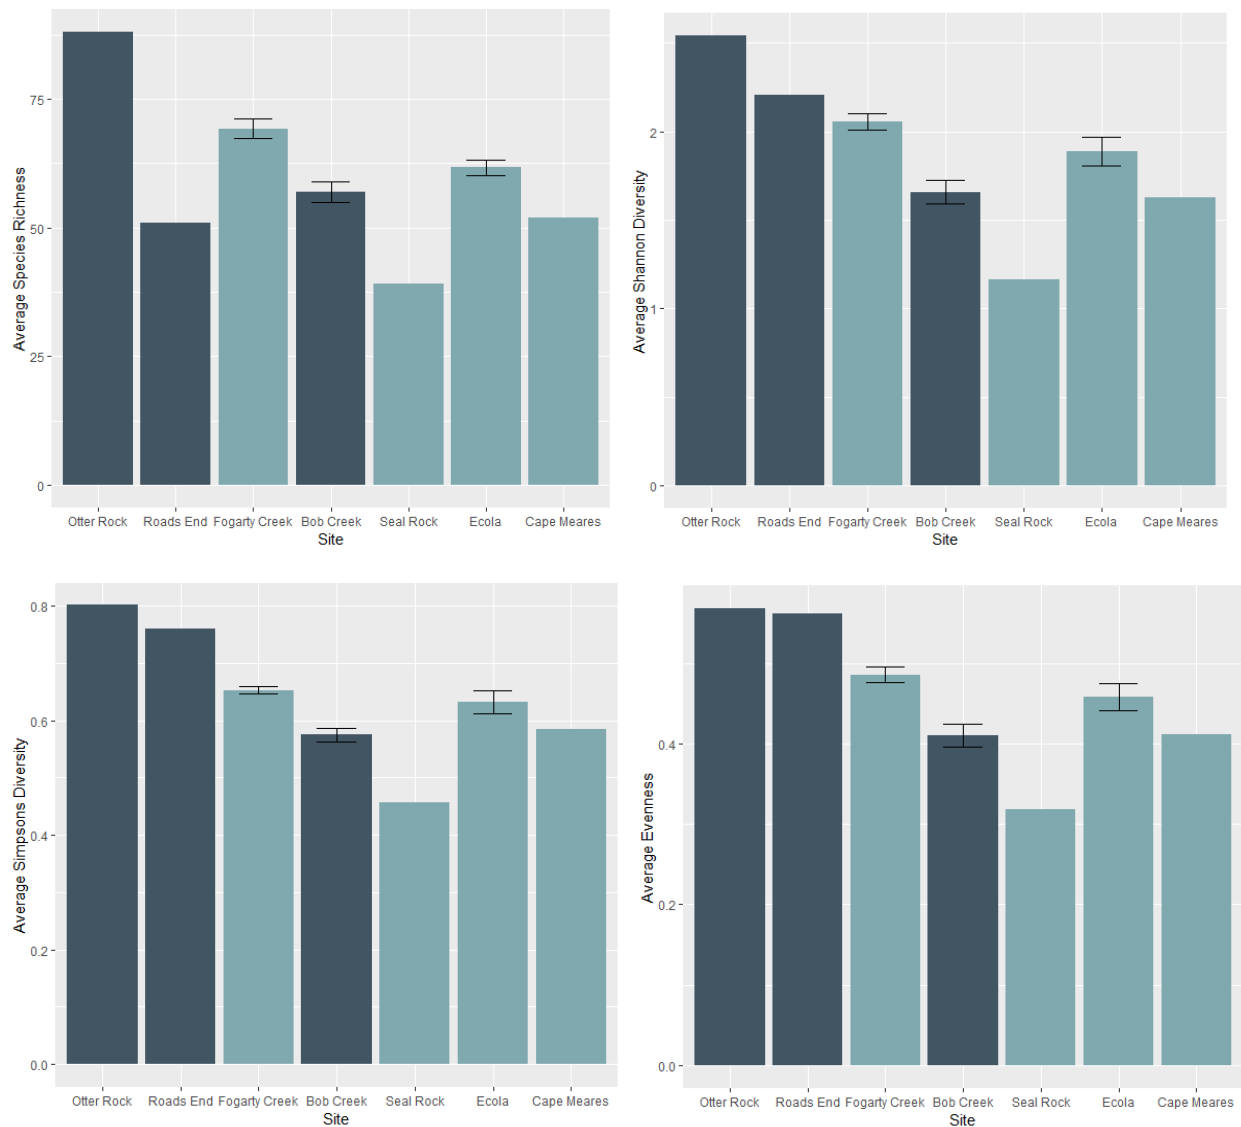 Average Species Richness
75
50
25
0
Otter Rock Roads End Fogarty Creek Bob Creek Seal Rock Ecola Cape Meares
Site
Average Shannon Diversity
2
1
0
Otter Rock Roads End Fogarty Creek Bob Creek Seal Rock Ecola Cape Meares
Site
Average Simpsons Diversity
0.8
0.6
0.4
0.2
0.0
Otter Rock Roads End Fogarty Creek Bob Creek Seal Rock Ecola Cape Meares
Site
Average Evenness
0.4
0.2
0.0
Otter Rock Roads End Fogarty Creek Bob Creek Seal Rock Ecola Cape Meares
Site